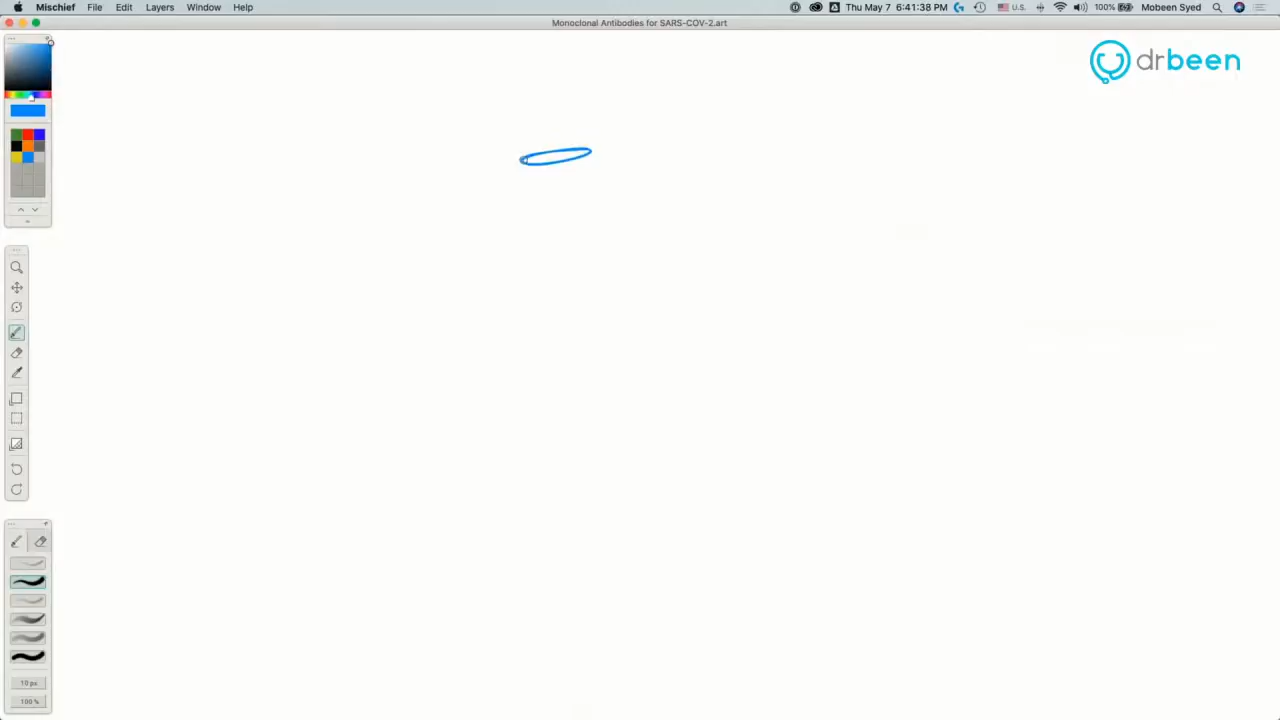 Mischief File Edit Layers Window Help Thu May 7 6:41:38 PM U.S. 100% Mobeen Syed
Monoclonal Antibodies for SARS-COV-2.art
drbeen
10 px
100 %